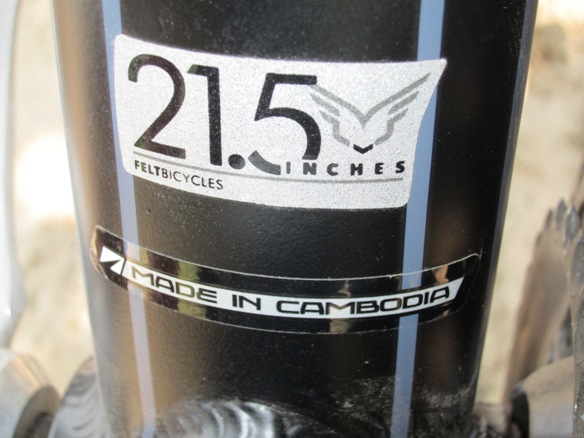 21.5
INCHES
FELTBICYCLES
MADE IN CAMBODIA